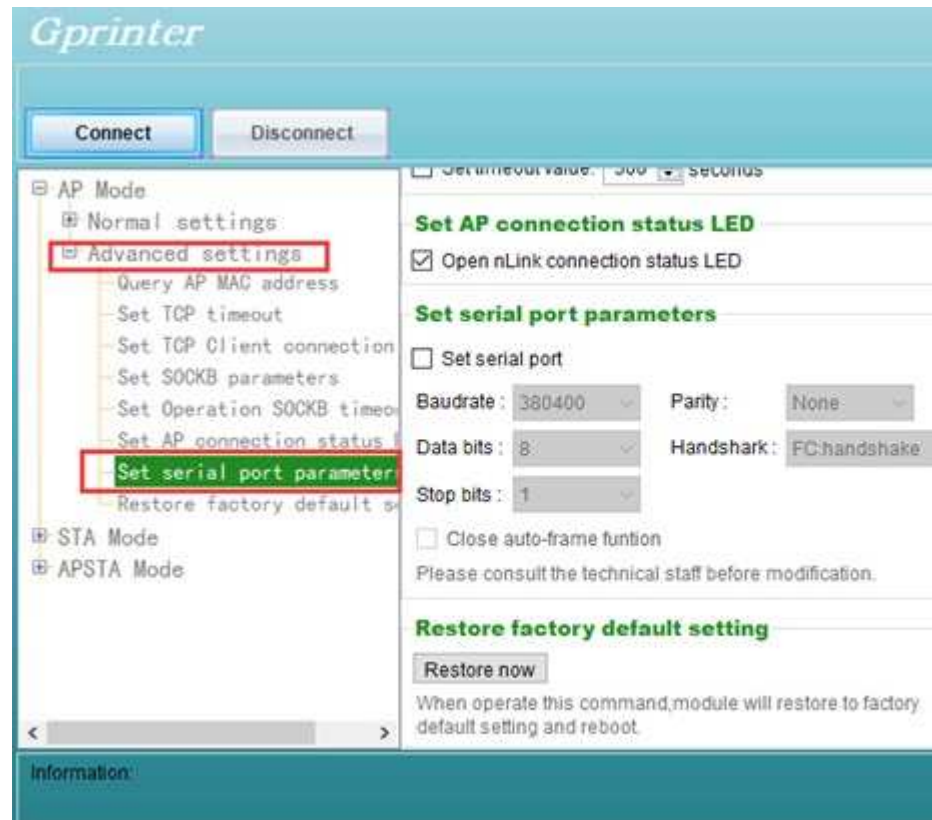 Gprinter
Connect Disconnect
AP Mode
Normal settings
Advanced settings
Query AP MAC address
Set TCP timeout
Set TCP Client connection
Set SOCKB parameters
Set Operation SOCKB timeo
Set AP connection status
Set serial port parameter
Restore factory default s
STA Mode
APSTA Mode
Set timeout value: 300 seconds
Set AP connection status LED
Open nLink connection status LED
Set serial port parameters
Set serial port
Baudrate : 380400 Parity : None
Data bits : 8 Handshark : FC:handshake
Stop bits : 1
Close auto-frame funtion
Please consult the technical staff before modification.
Restore factory default setting
Restore now
When operate this command,module will restore to factory
default setting and reboot.
Information: